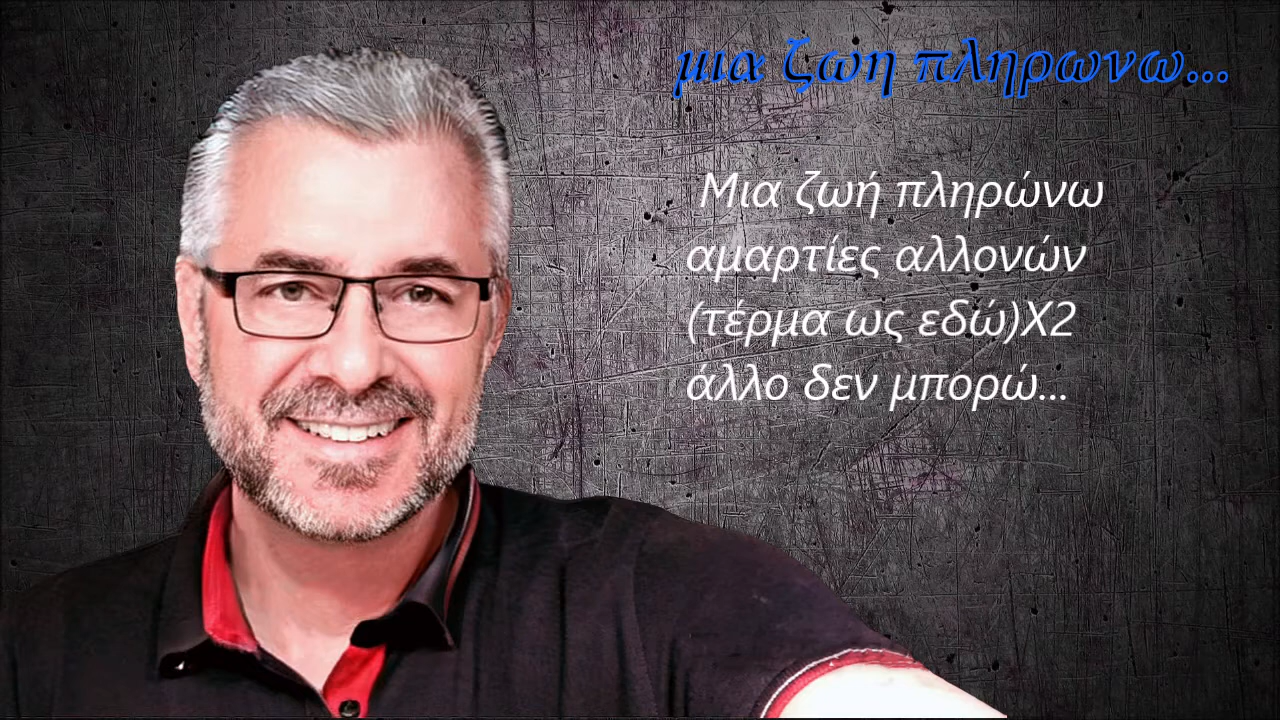 μια ζωη πληρωνω...
Μια ζωή πληρώνω
αμαρτίες αλλονών
(τέρμα ως εδώ)Χ2
άλλο δεν μπορώ...